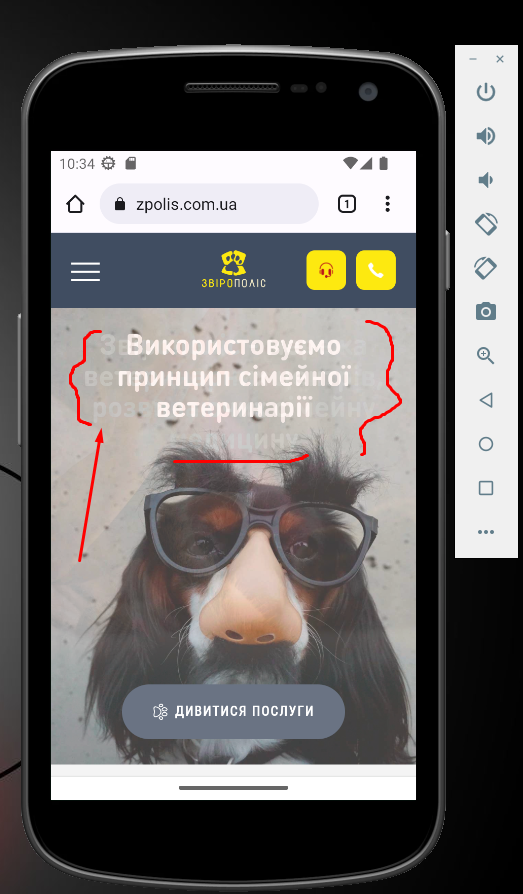 10:34
zpolis.com.ua
1
ЗВІРОПОЛІС
Використовуємо
принцип сімейної
ветеринарії
ДИВИТИСЯ ПОСЛУГИ